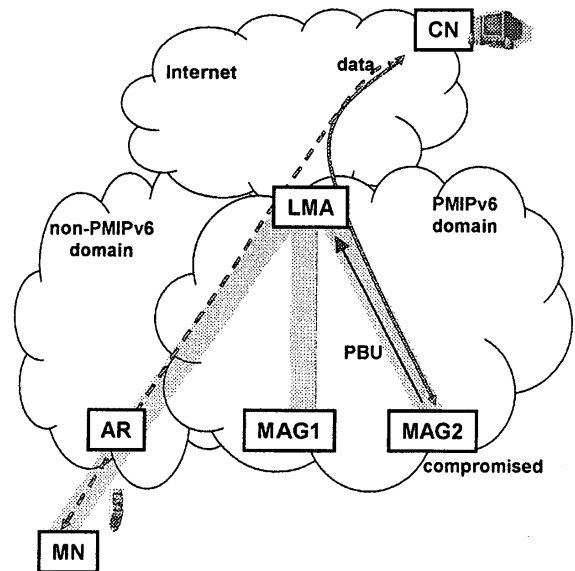 CN
Internet
data
LMA
non-PMIPv6
domain
PMIPv6
domain
PBU
AR
MAG1
MAG2
compromised
MN